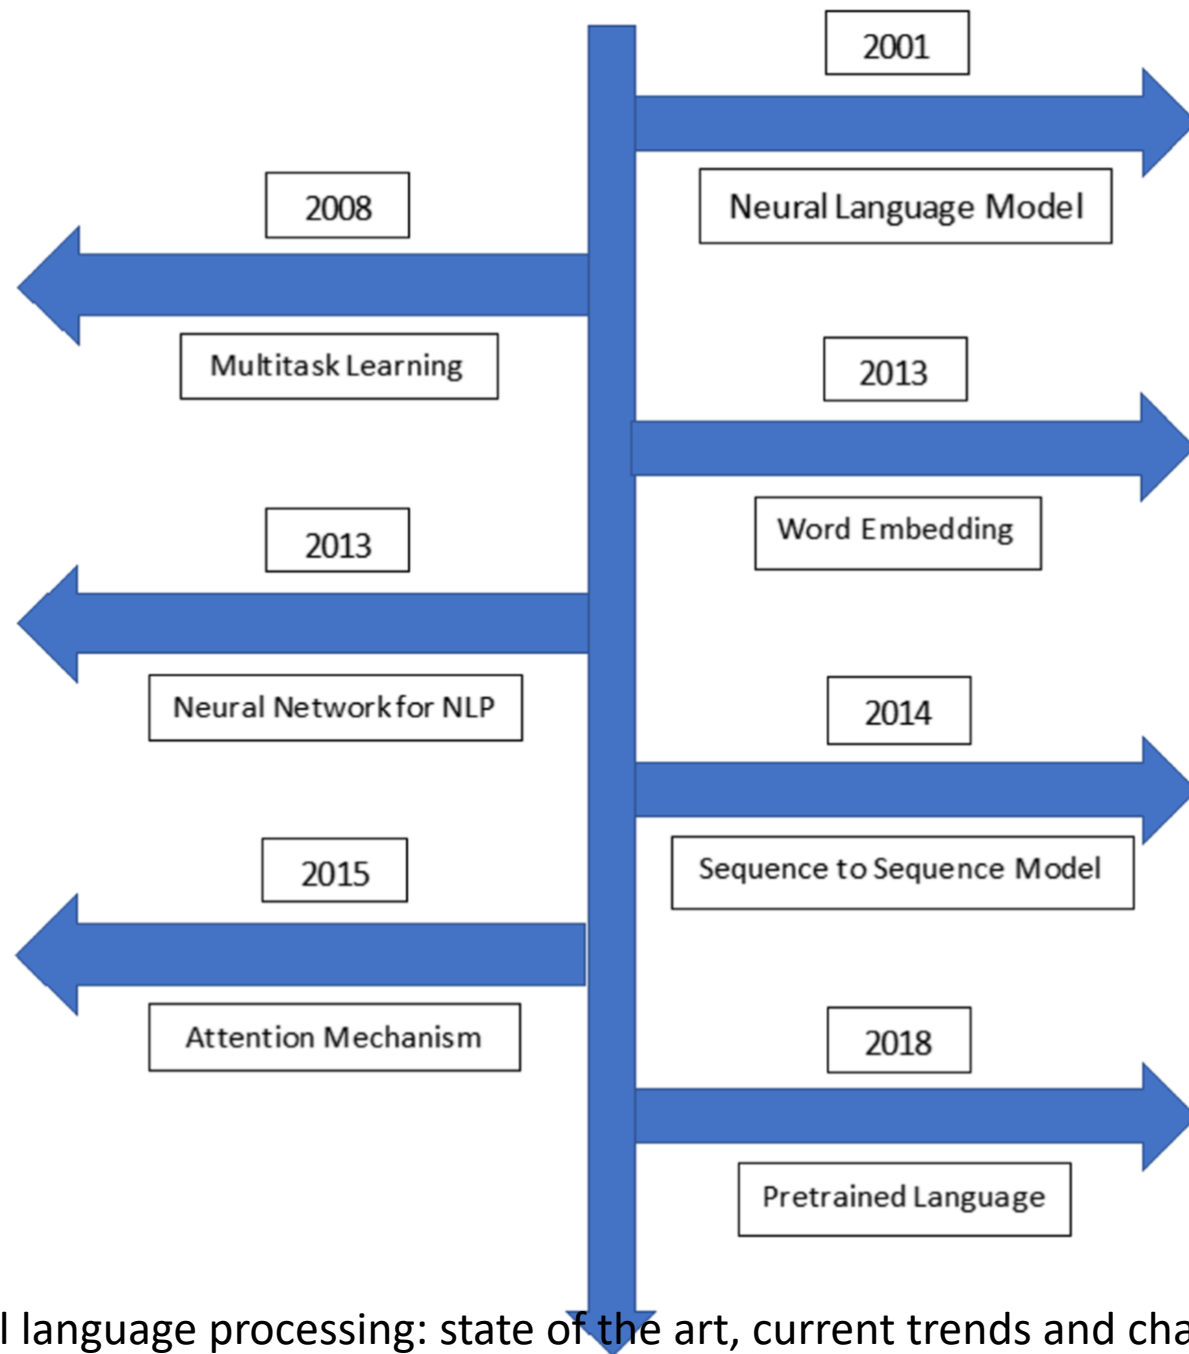 2001
Neural Language Model
2008
Multitask Learning
2013
Word Embedding
2013
Neural Network for NLP
2014
Sequence to Sequence Model
2015
Attention Mechanism
2018
Pretrained Language
language processing: state of the art, current trends and